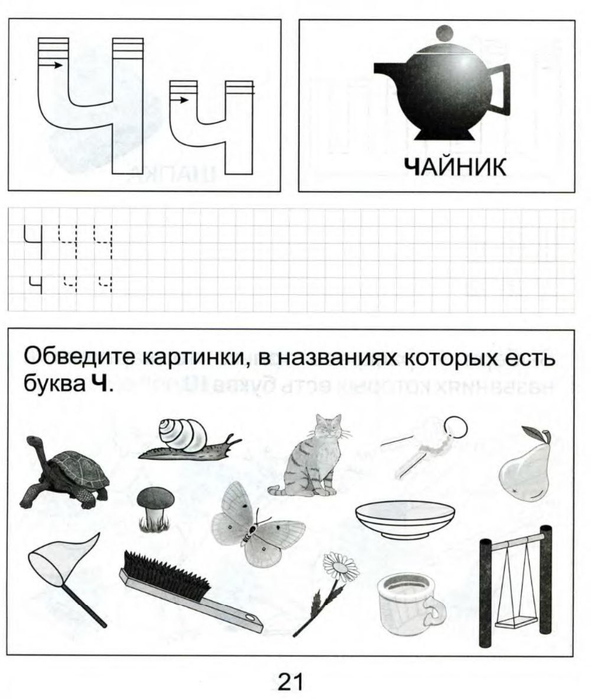 Ч ч
ЧАЙНИК
Ч Ч Ч
ч ч ч
Обведите картинки, в названиях которых есть
буква Ч.
21